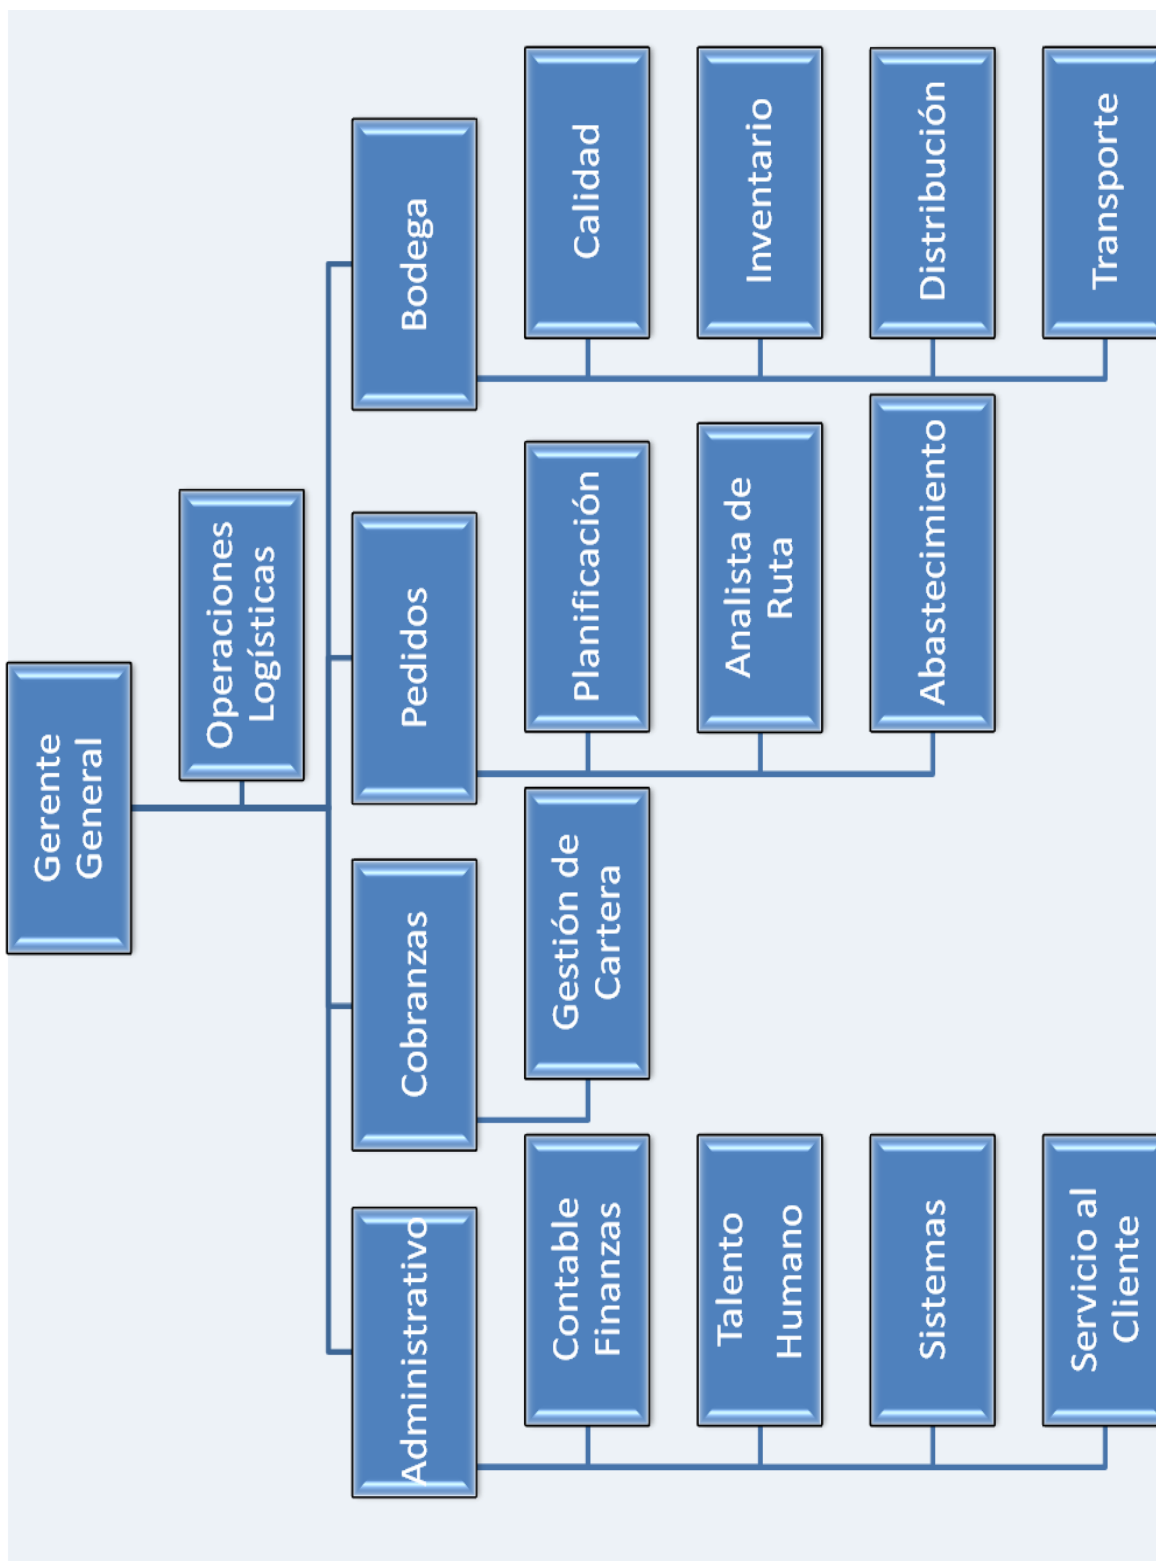 Gerente
General
Operaciones
Logísticas
Administrativo
Cobranzas
Pedidos
Bodega
Contable
Finanzas
Gestión de
Cartera
Planificación
Calidad
Talento
Humano
Analista de
Ruta
Inventario
Sistemas
Abastecimiento
Distribución
Servicio al
Cliente
Transporte